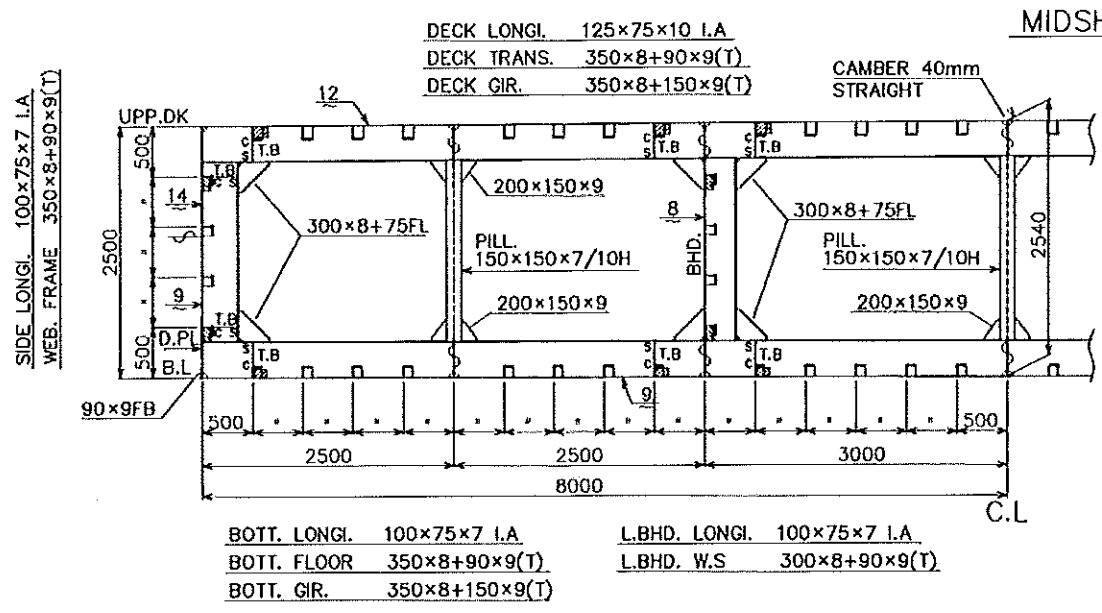 MIDSH
DECK LONGI. 125×75×10 I.A
DECK TRANS. 350×8+90×9(T)
DECK GIR. 350×8+150×9(T)
CAMBER 40mm
STRAIGHT
SIDE LONGI. 100×75×7 I.A
WEB. FRAME 350×8+90×9(T)
UPP.DK
12
500
T.B
C
S
T.B
C S
14
9
2500
"
"
"
500
300×8+75FL
200×150×9
PILL.
150×150×7/10H
200×150×9
8
BHD.
C
S
T.B
T.B
300×8+75FL
PILL.
150×150×7/10H
200×150×9
2540
T.B
C S
D.PL
B.L
90×9FB
S
C
T.B
S
C
T.B
T.B
9
500 " " " " " " " " " " " " " " 500
2500 2500 3000
8000
C.L
BOTT. LONGI. 100×75×7 I.A
BOTT. FLOOR 350×8+90×9(T)
BOTT. GIR. 350×8+150×9(T)
L.BHD. LONGI. 100×75×7 I.A
L.BHD. W.S 300×8+90×9(T)